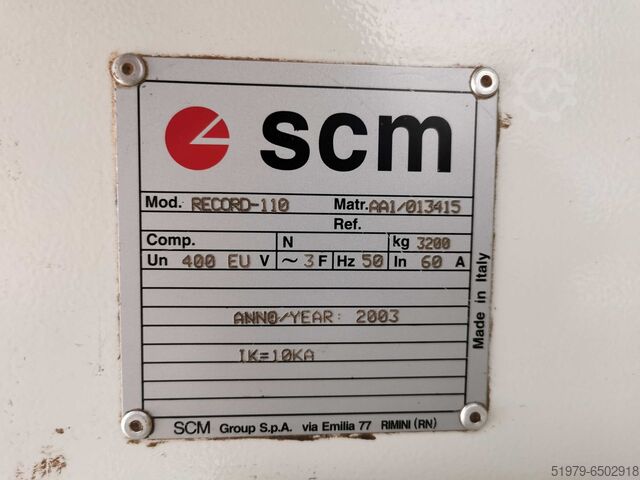 scm
Mod. RECORD-110 Matr. AA1/013415
Ref.
Comp. N kg 3200
Un 400 EU V ~ 3 F Hz 50 In 60 A
ANNO/YEAR: 2003
IK=10KA
Made in Italy
SCM Group S.p.A. via Emilia 77 RIMINI (RN)
51979-6502918